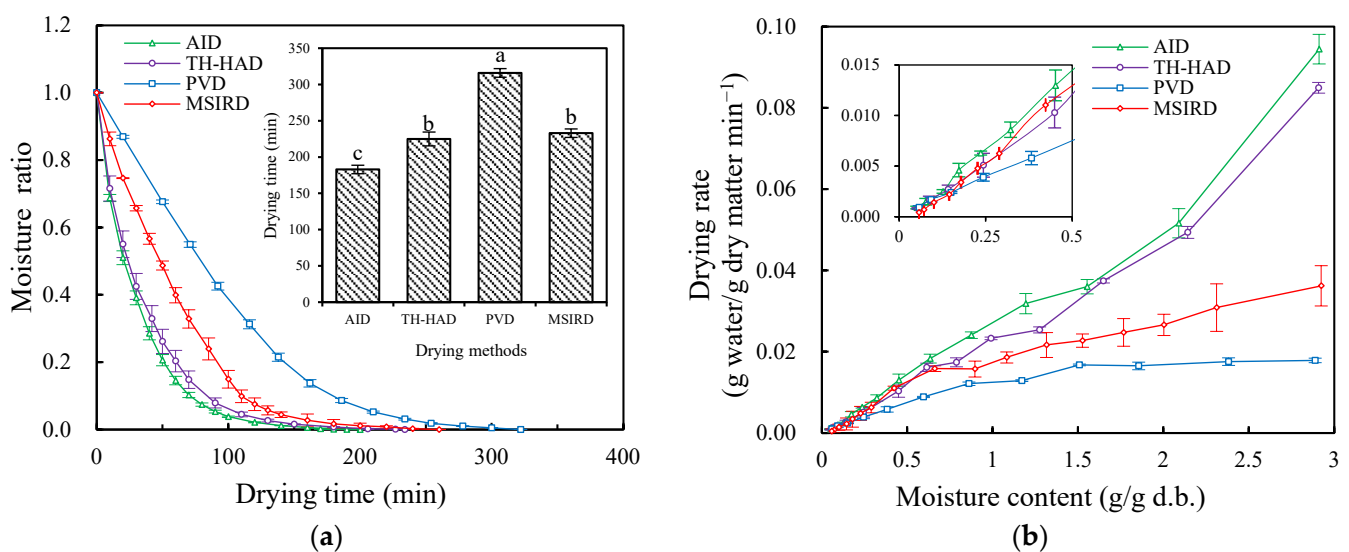 1.2
1.0
0.8
0.6
0.4
0.2
0.0
0
100
200
300
400
Moisture ratio
Drying time (min)
AID
TH-HAD
PVD
MSIRD
350
300
250
200
150
100
50
0
Drying time (min)
c
b
a
b
AID
TH-HAD
PVD
MSIRD
Drying methods
(a)
0.10
0.08
0.06
0.04
0.02
0.00
0
0.5
1
1.5
2
2.5
3
Drying rate
(g water/g dry matter min⁻¹)
Moisture content (g/g d.b.)
0.015
0.010
0.005
0.000
0
0.25
0.5
AID
TH-HAD
PVD
MSIRD
(b)